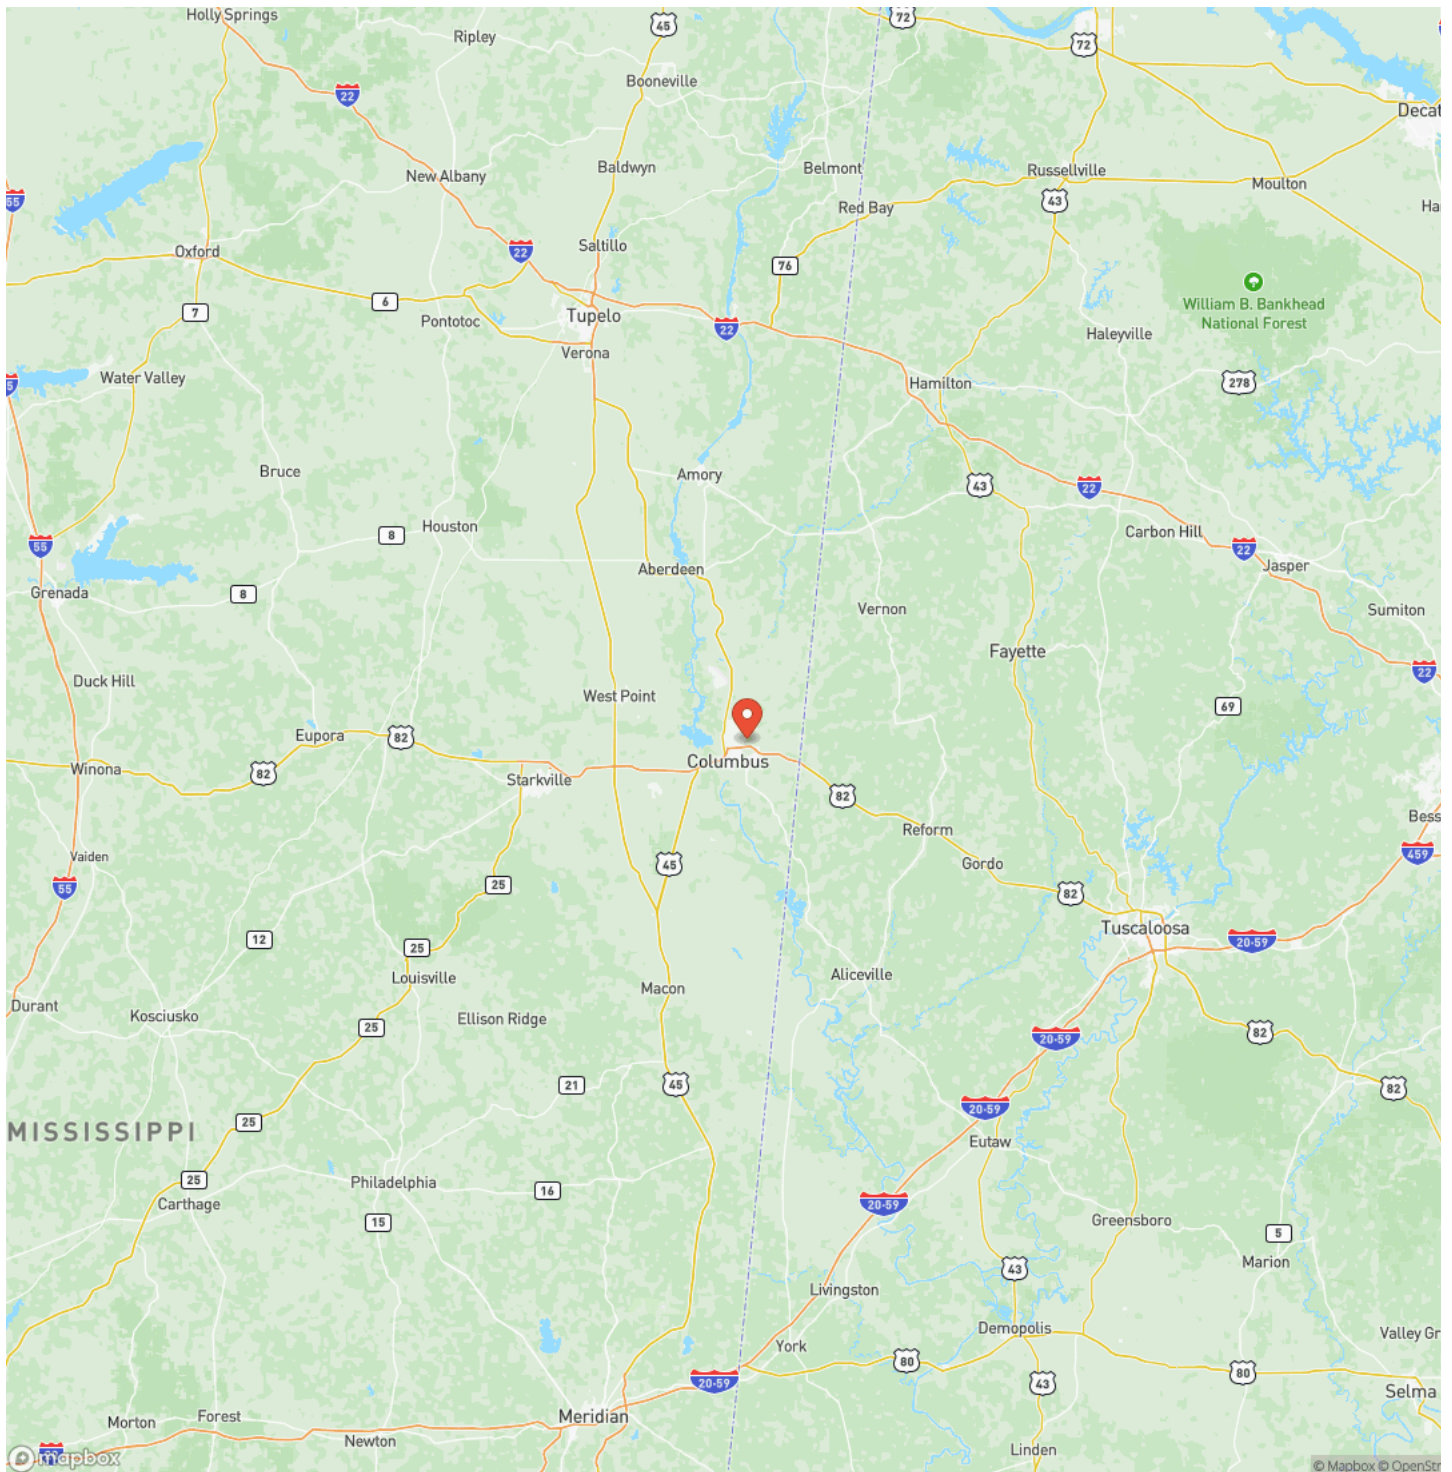 Holly Springs
Ripley
45
72
72
Booneville
22
Decat
Baldwyn
Belmont
Russellville
New Albany
Moulton
55
43
Red Bay
Ha
Saltillo
Oxford
22
76
William B. Bankhead
National Forest
6
7
Tupelo
Pontotoc
22
Haleyville
Verona
Water Valley
5
Hamilton
278
Bruce
Amory
43
22
Houston
8
Carbon Hill
55
22
Jasper
Aberdeen
Grenada
8
Vernon
Sumiton
Fayette
22
Duck Hill
West Point
69
Eupora
82
Columbus
Winona
82
Starkville
82
Bess
Reform
Vaiden
45
Gordo
459
55
25
82
Tuscaloosa
12
25
20-59
Louisville
Aliceville
Macon
Durant
Kosciusko
Ellison Ridge
25
82
20-59
21
45
82
20-59
25
MISSISSIPPI
Eutaw
25
Philadelphia
16
Carthage
20-59
15
Greensboro
5
Marion
43
Livingston
Demopolis
Valley Gr
York
80
80
20-59
43
Selma
Meridian
Forest
Morton
Newton
Linden
mapbox
© Mapbox © OpenStr